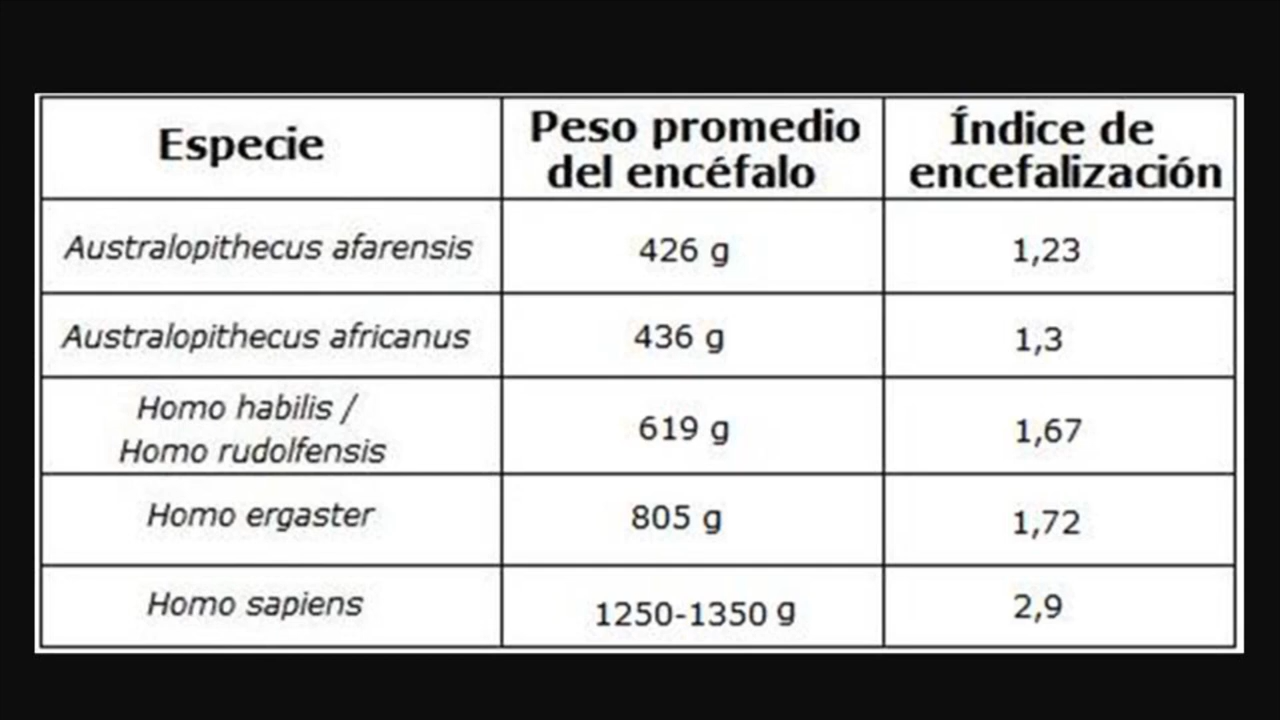 Especie
Peso promedio
del encéfalo
Índice de
encefalización
Australopithecus afarensis
426 g
1,23
Australopithecus africanus
436 g
1,3
Homo habilis /
Homo rudolfensis
619 g
1,67
Homo ergaster
805 g
1,72
Homo sapiens
1250-1350 g
2,9